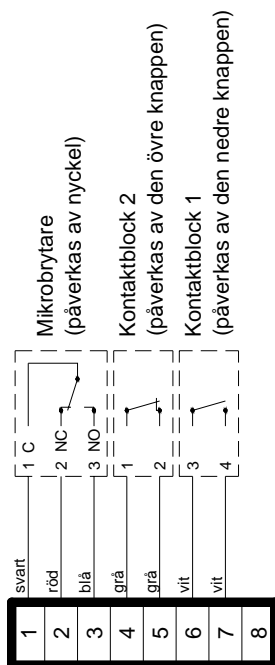 Mikrobrytare
(påverkas av nyckel)
Kontaktblock 2
(påverkas av den övre knappen)
Kontaktblock 1
(påverkas av den nedre knappen)
1 C
2 NC
3 NO
1
2
3
4
svart
röd
blå
grå
grå
vit
vit
1
2
3
4
5
6
7
8